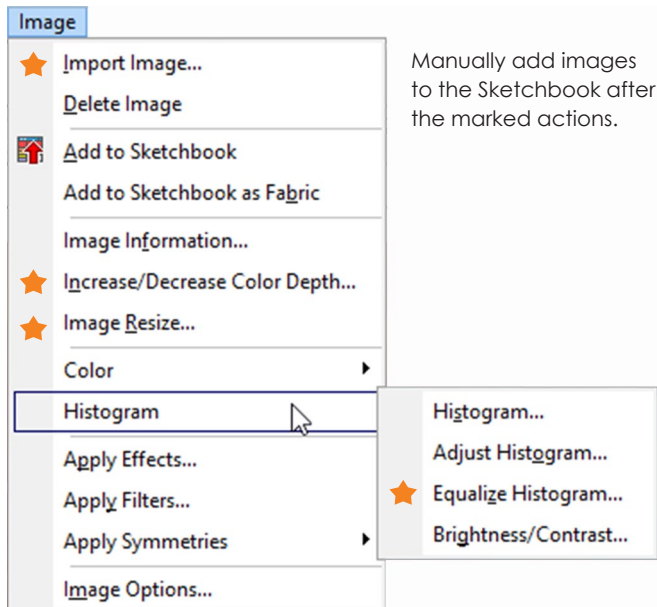 Image
Import Image...
Delete Image
Add to Sketchbook
Add to Sketchbook as Fabric
Image Information...
Increase/Decrease Color Depth...
Image Resize...
Color
Histogram
Apply Effects...
Apply Filters...
Apply Symmetries
Image Options...
Manually add images
to the Sketchbook after
the marked actions.
Histogram...
Adjust Histogram...
Equalize Histogram...
Brightness/Contrast...